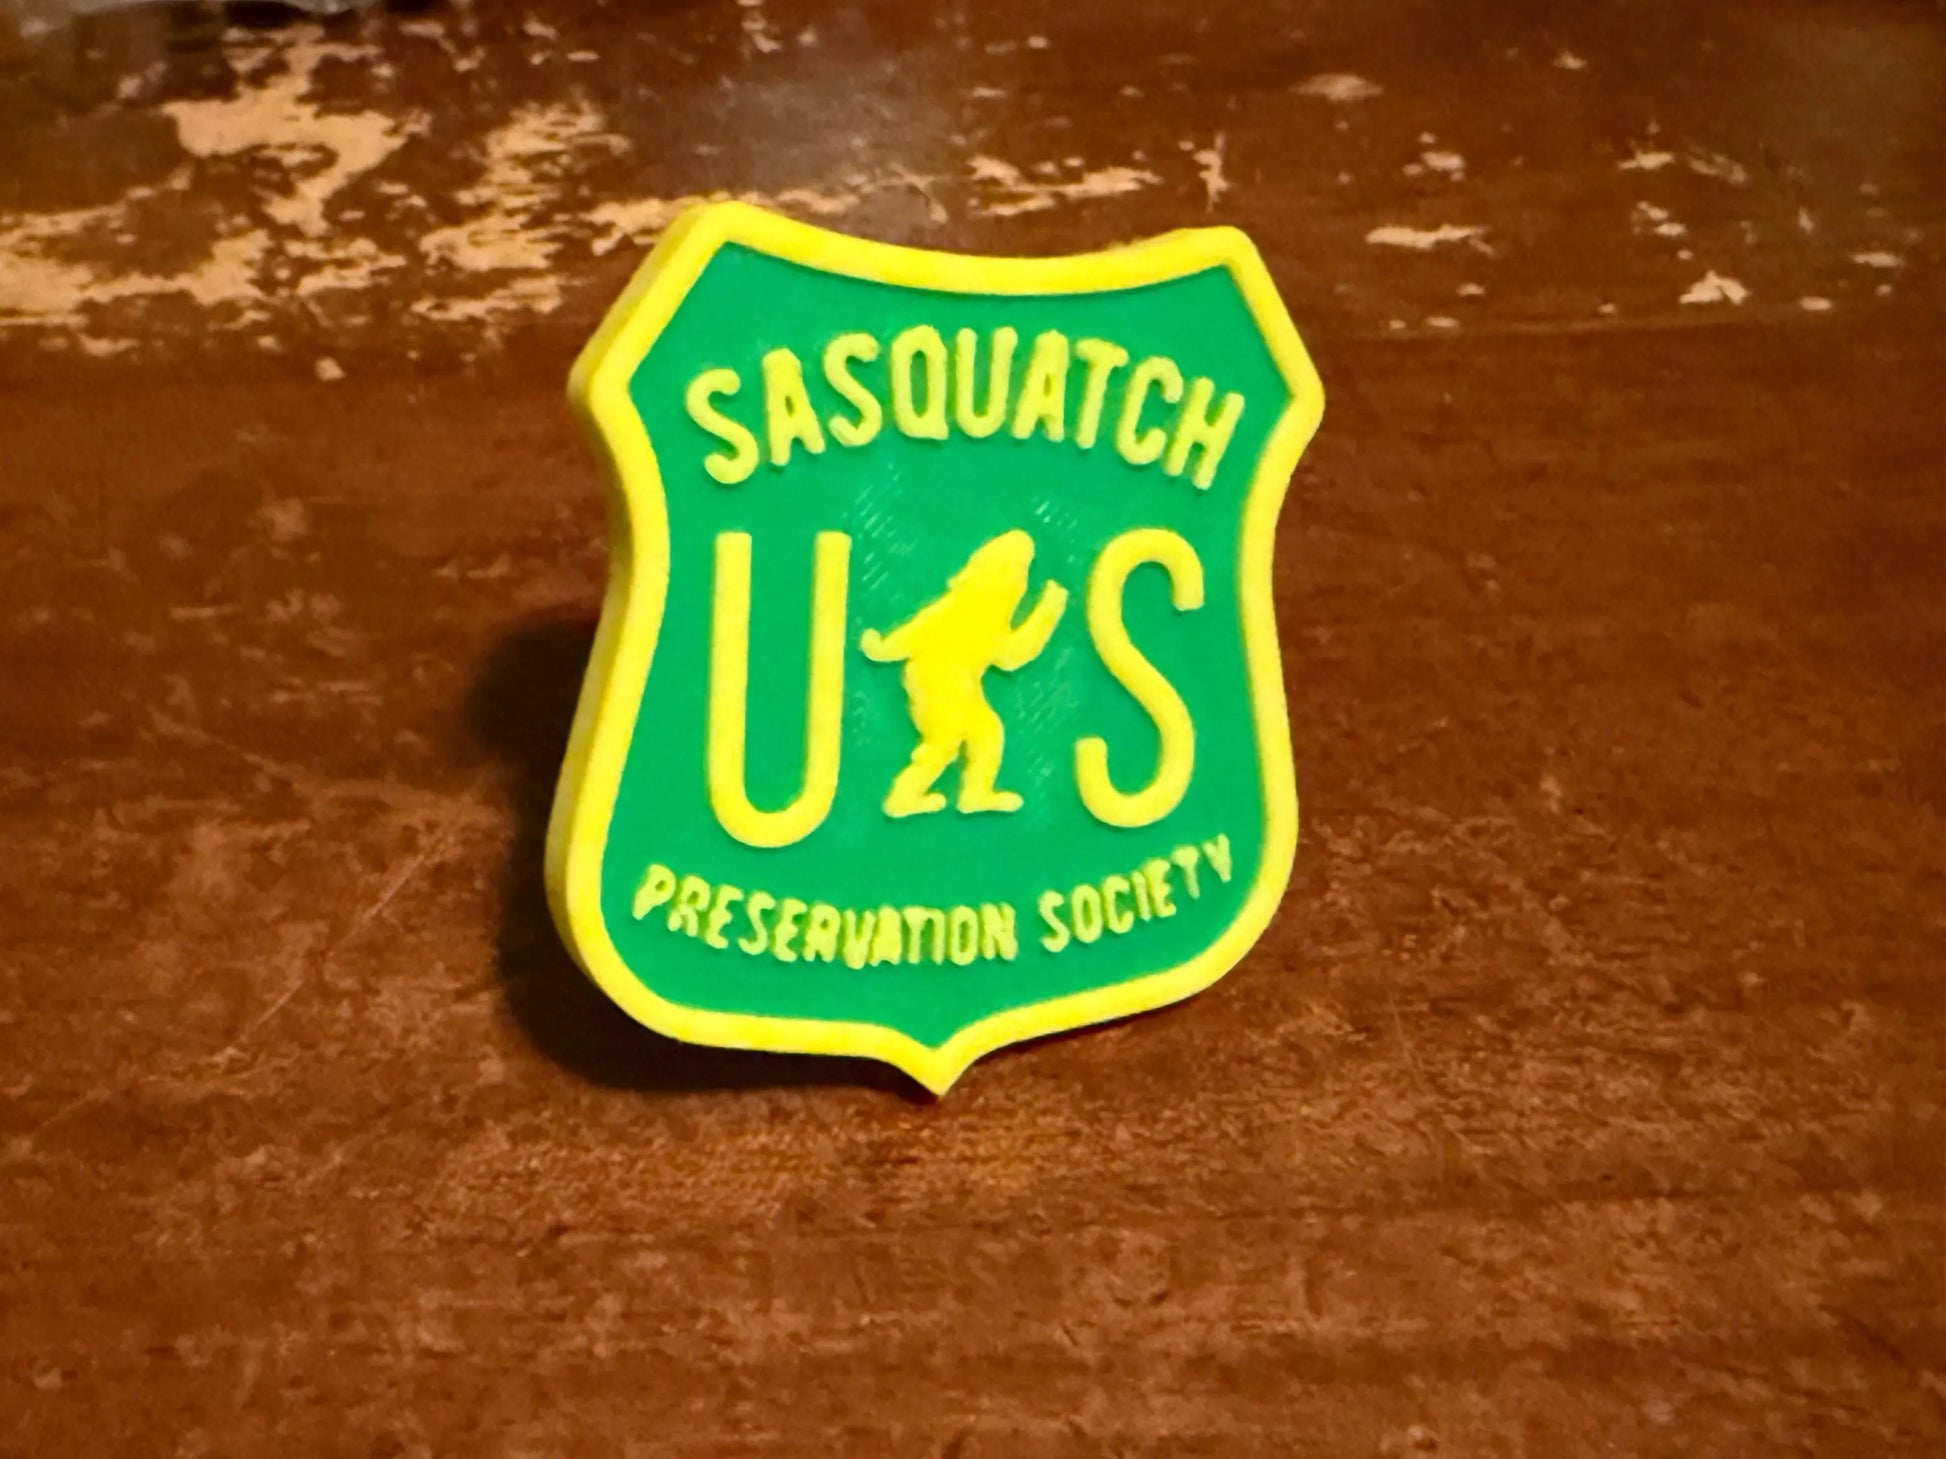 SASQUATCH
U S
PRESERVATION SOCIETY